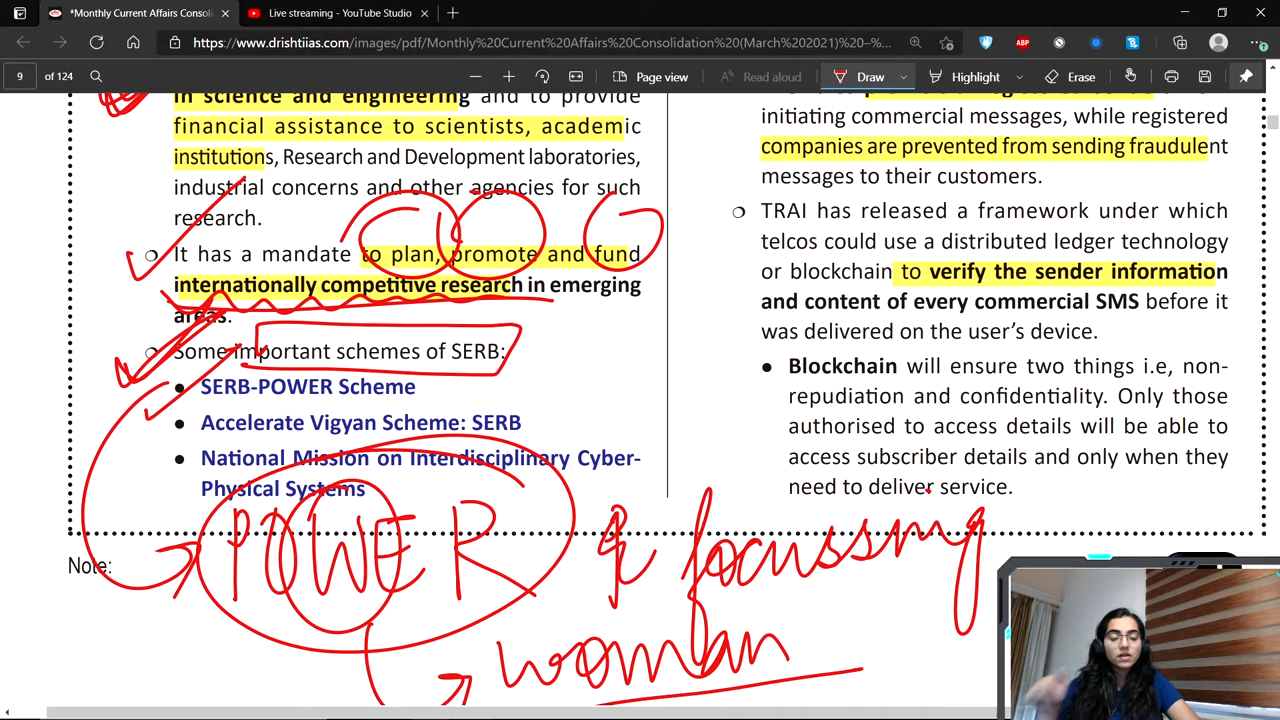 *Monthly Current Affairs Consoli
Live streaming - YouTube Studio
https://www.drishtiias.com/images/pdf/Monthly%20Current%20Affairs%20Consolidation%20(March%202021)%20–%...
9 of 124
Page view
Read aloud
Draw
Highlight
Erase
in science and engineering and to provide
financial assistance to scientists, academic
institutions, Research and Development laboratories,
industrial concerns and other agencies for such
research.
It has a mandate to plan, promote and fund
internationally competitive research in emerging
areas.
Some important schemes of SERB:
SERB-POWER Scheme
Accelerate Vigyan Scheme: SERB
National Mission on Interdisciplinary Cyber-
Physical Systems
initiating commercial messages, while registered
companies are prevented from sending fraudulent
messages to their customers.
TRAI has released a framework under which
telcos could use a distributed ledger technology
or blockchain to verify the sender information
and content of every commercial SMS before it
was delivered on the user's device.
Blockchain will ensure two things i.e, non-
repudiation and confidentiality. Only those
authorised to access details will be able to
access subscriber details and only when they
need to deliver service.
Note:
POWER & focussing
woman